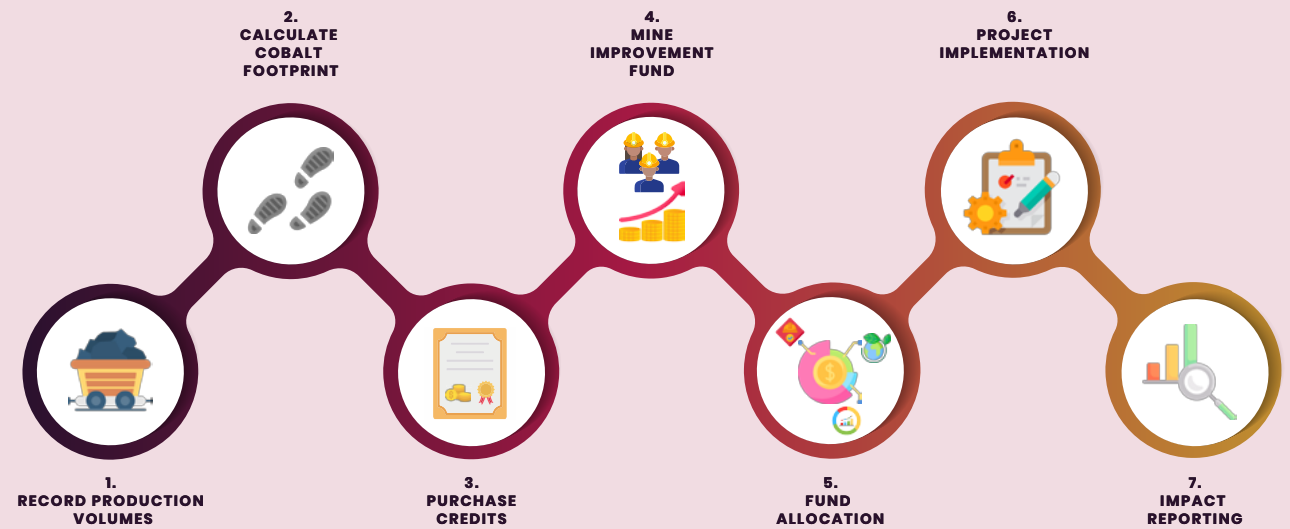 1.
RECORD PRODUCTION
VOLUMES
2.
CALCULATE
COBALT
FOOTPRINT
3.
PURCHASE
CREDITS
4.
MINE
IMPROVEMENT
FUND
5.
FUND
ALLOCATION
6.
PROJECT
IMPLEMENTATION
7.
IMPACT
REPORTING